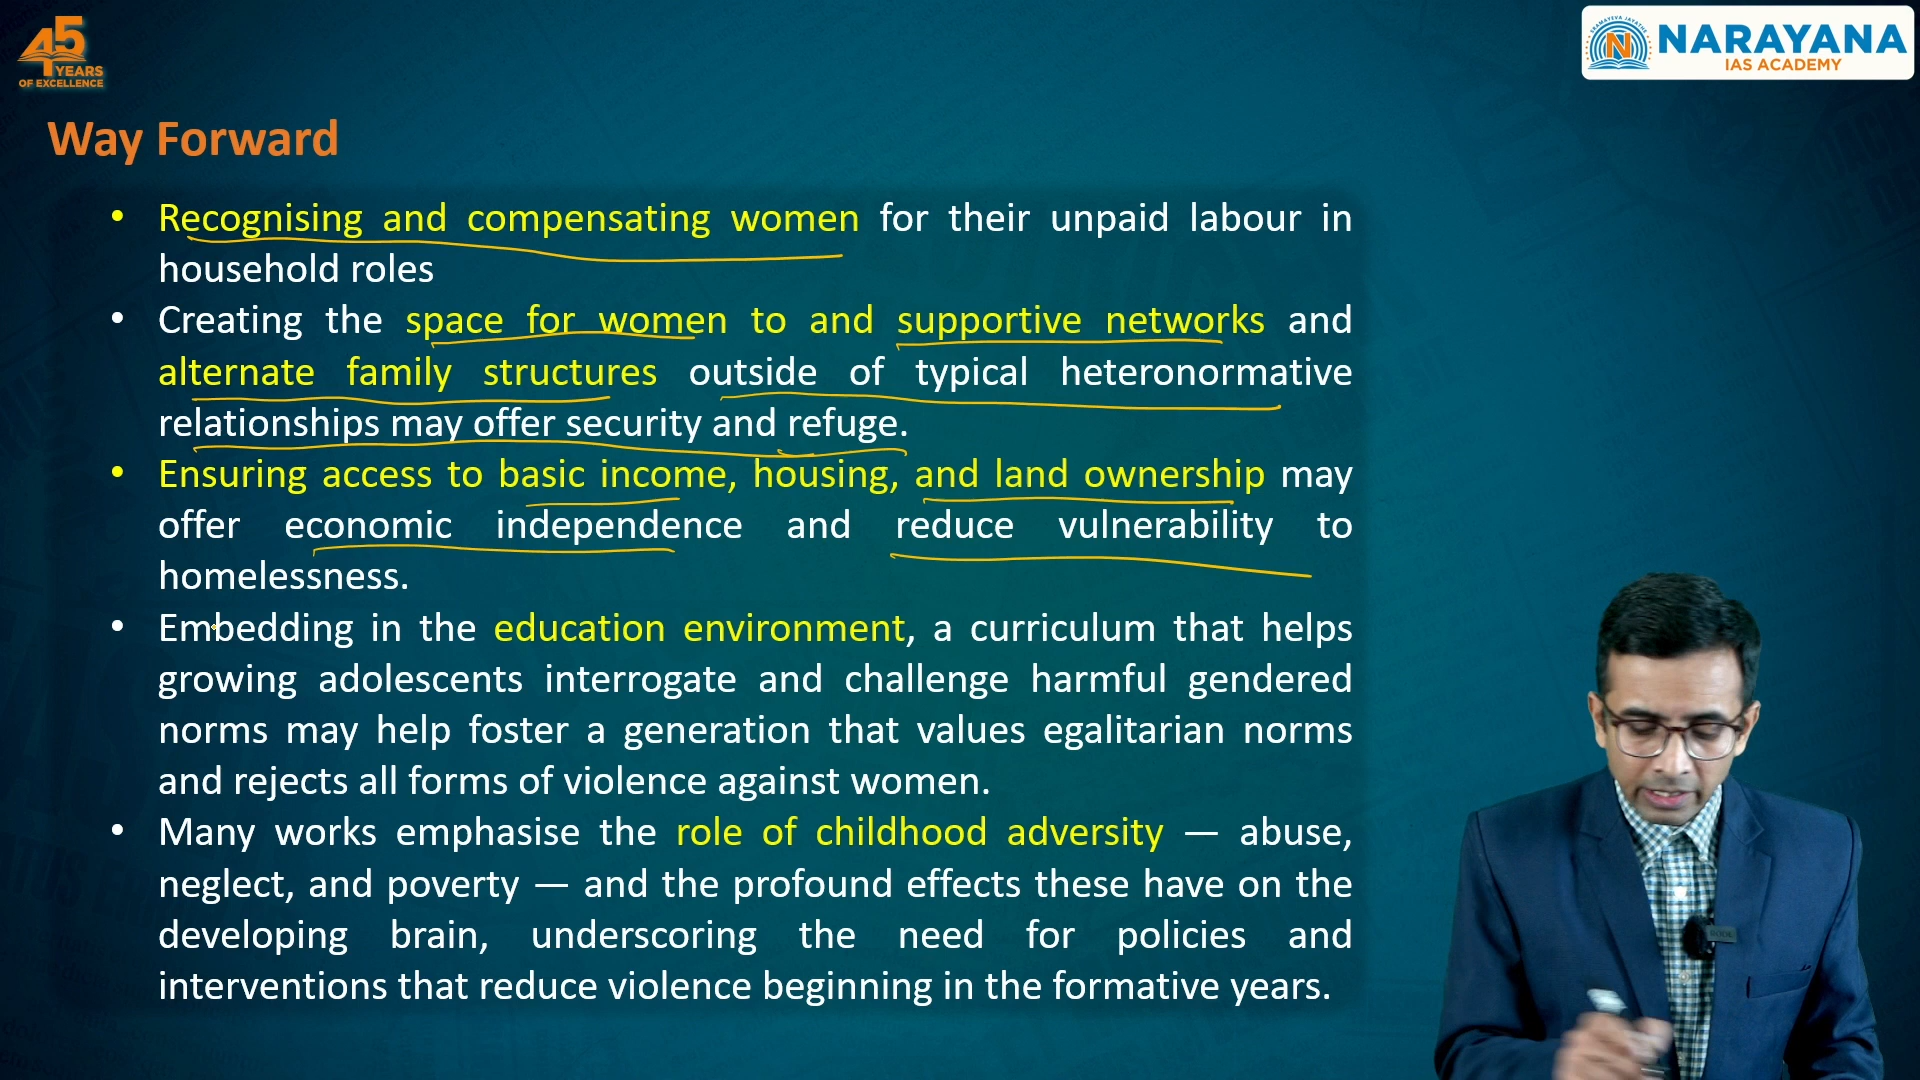 45
YEARS
OF EXCELLENCE
NARAYANA
IAS ACADEMY
Way Forward
• Recognising and compensating women for their unpaid labour in
household roles
• Creating the space for women to and supportive networks and
alternate family structures outside of typical heteronormative
relationships may offer security and refuge.
• Ensuring access to basic income, housing, and land ownership may
offer economic independence and reduce vulnerability to
homelessness.
• Embedding in the education environment, a curriculum that helps
growing adolescents interrogate and challenge harmful gendered
norms may help foster a generation that values egalitarian norms
and rejects all forms of violence against women.
• Many works emphasise the role of childhood adversity — abuse,
neglect, and poverty — and the profound effects these have on the
developing brain, underscoring the need for policies and
interventions that reduce violence beginning in the formative years.